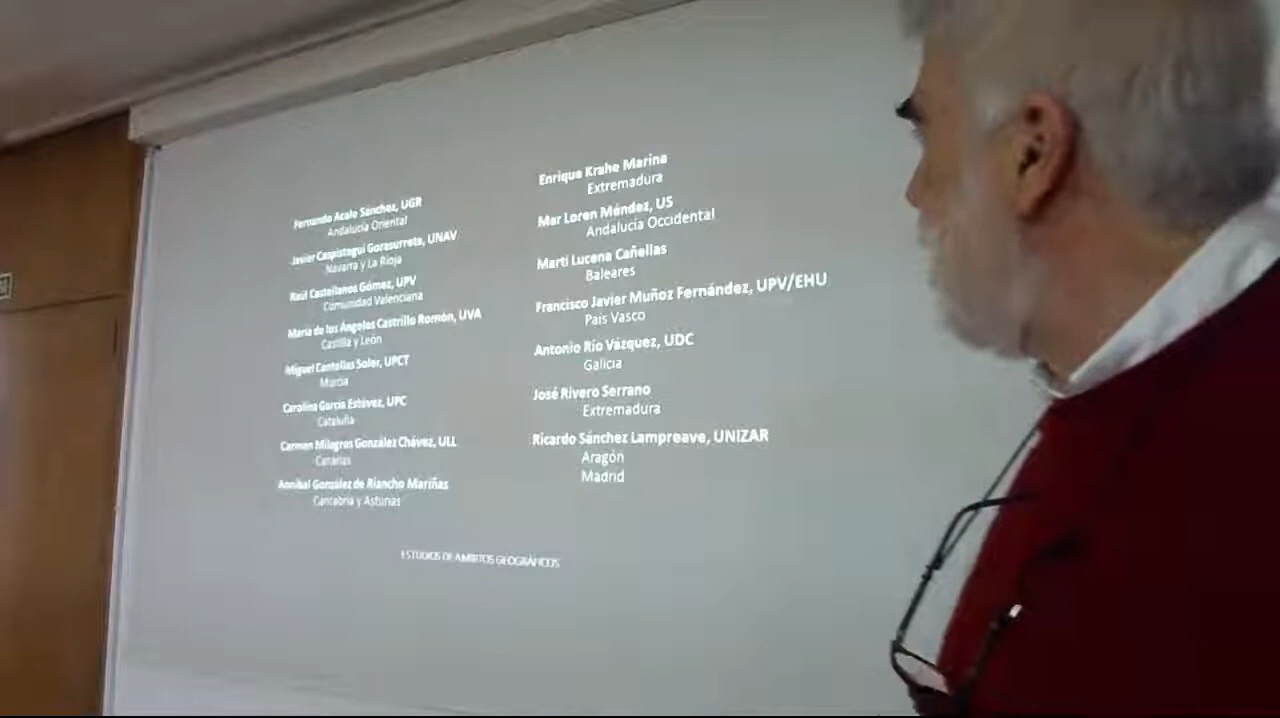 Fernando Acale Sánchez, UGR
Andalucía Oriental
Javier Caspistegui Gorasurreta, UNAV
Navarra y La Rioja
Raúl Castellanos Gómez, UPV
Comunidad Valenciana
María de los Ángeles Castrillo Romón, UVA
Castilla y León
Miguel Centellas Soler, UPCT
Murcia
Carolina García Estévez, UPC
Cataluña
Carmen Milagros González Chávez, ULL
Canarias
Annibal González de Riancho Mariñas
Cantabria y Asturias
Enrique Krahe Marina
Extremadura
Mar Loren Méndez, US
Andalucía Occidental
Martí Lucena Cañellas
Baleares
Francisco Javier Muñoz Fernández, UPV/EHU
País Vasco
Antonio Río Vázquez, UDC
Galicia
José Rivero Serrano
Extremadura
Ricardo Sánchez Lampreave, UNIZAR
Aragón
Madrid
ESTUDIOS DE ÁMBITOS GEOGRÁFICOS